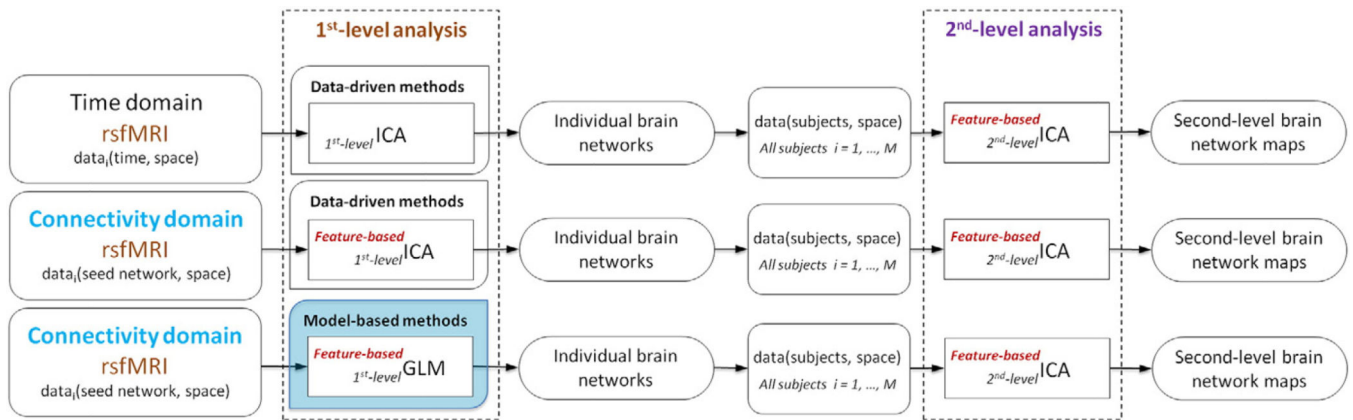 1st-level analysis
2nd-level analysis
Time domain
rsfMRI
datai(time, space)
Data-driven methods
1st-level ICA
Individual brain
networks
data(subjects, space)
All subjects i = 1, ..., M
Feature-based
2nd-level ICA
Second-level brain
network maps
Connectivity domain
rsfMRI
datai(seed network, space)
Data-driven methods
Feature-based
1st-level ICA
Individual brain
networks
data(subjects, space)
All subjects i = 1, ..., M
Feature-based
2nd-level ICA
Second-level brain
network maps
Connectivity domain
rsfMRI
datai(seed network, space)
Model-based methods
Feature-based
1st-level GLM
Individual brain
networks
data(subjects, space)
All subjects i = 1, ..., M
Feature-based
2nd-level ICA
Second-level brain
network maps